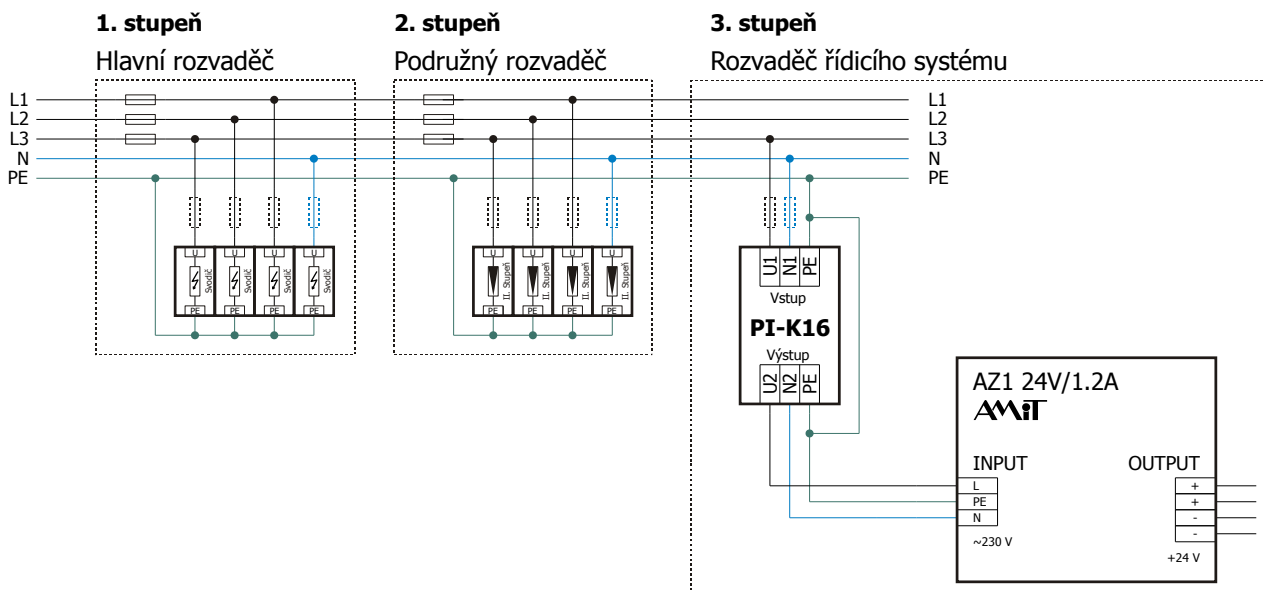 1. stupeň
2. stupeň
3. stupeň
Hlavní rozvaděč
Podružný rozvaděč
Rozvaděč řídicího systému
L1
L2
L3
N
PE
L1
L2
L3
N
PE
U
U
U
U
Svodič
Svodič
Svodič
Svodič
PE
PE
PE
PE
U
U
U
U
II. Stupeň
II. Stupeň
II. Stupeň
II. Stupeň
PE
PE
PE
PE
U1
N1
PE
Vstup
PI-K16
Výstup
U2
N2
PE
AZ1 24V/1.2A
AMiT
INPUT
OUTPUT
L
PE
N
~230 V
+
+
-
-
+24 V